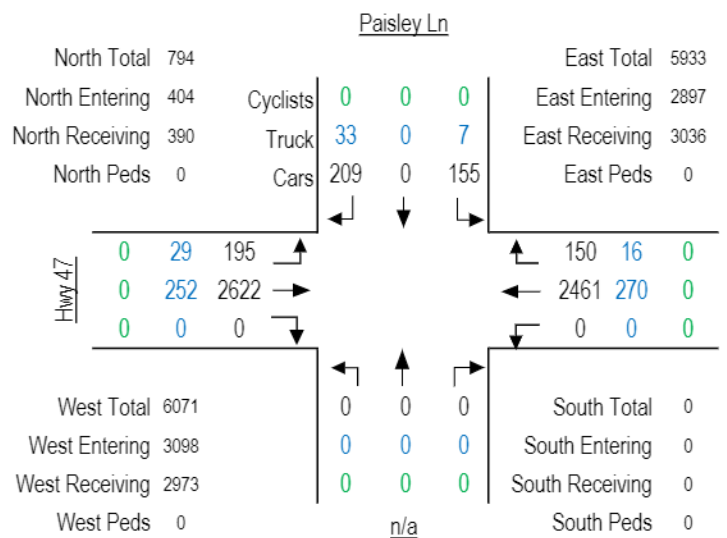 Paisley Ln
North Total 794
East Total 5933
North Entering 404
Cyclists 0 0 0
East Entering 2897
North Receiving 390
Truck 33 0 7
East Receiving 3036
North Peds 0
Cars 209 0 155
East Peds 0
Hwy 47
0 29 195
150 16 0
0 252 2622
2461 270 0
0 0 0
0 0 0
West Total 6071
0 0 0
South Total 0
West Entering 3098
0 0 0
South Entering 0
West Receiving 2973
0 0 0
South Receiving 0
West Peds 0
n/a
South Peds 0